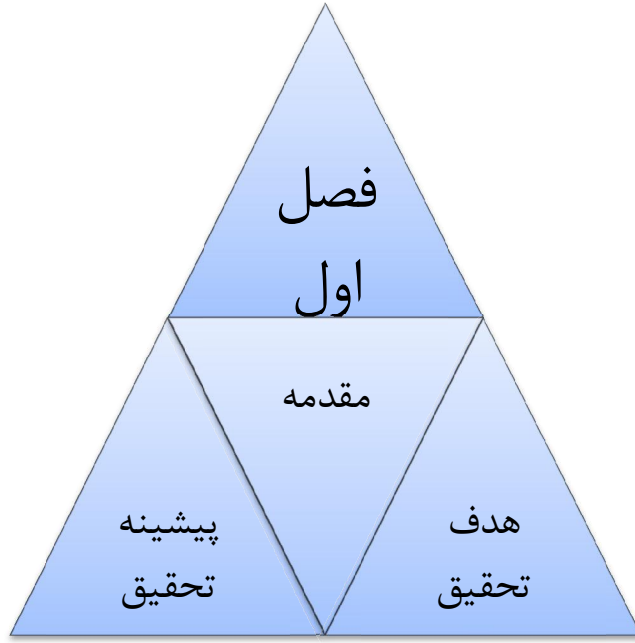 فصل
اول
مقدمه
هدف
تحقیق
پیشینه
تحقیق